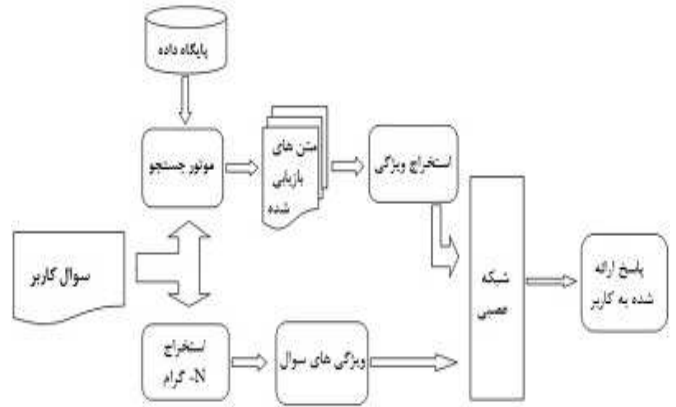 پایگاه داده
موتور جستجو
متن های
بازیابی
شده
استخراج ویژگی
سوال کاربر
شبکه
عصبی
پاسخ ارائه
شده به کاربر
استخراج
N- گرام
ویژگی های سوال